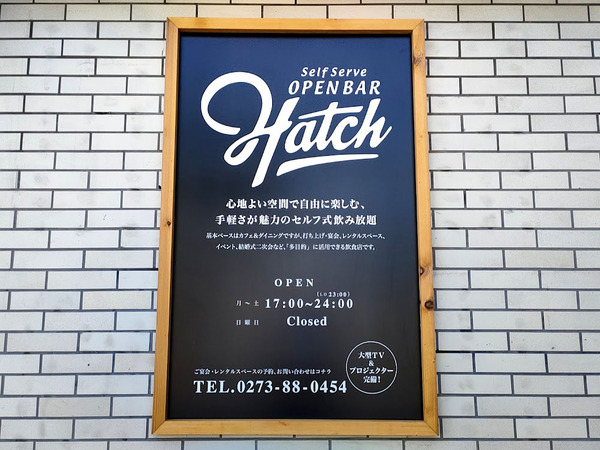 Self Serve
OPEN BAR
Hatch
心地よい空間で自由に楽しむ、
手軽さが魅力のセルフ式飲み放題
基本ベースはカフェ&ダイニングですが、打ち上げ・宴会、レンタルスペース、
イベント、結婚式二次会など、「多目的」に活用できる飲食店です。
OPEN
(L.O 23:00)
月〜土 17:00~24:00
日曜日 Closed
大型TV
&
プロジェクター
完備！
ご宴会・レンタルスペースの予約、お問い合わせはコチラ
TEL.0273-88-0454